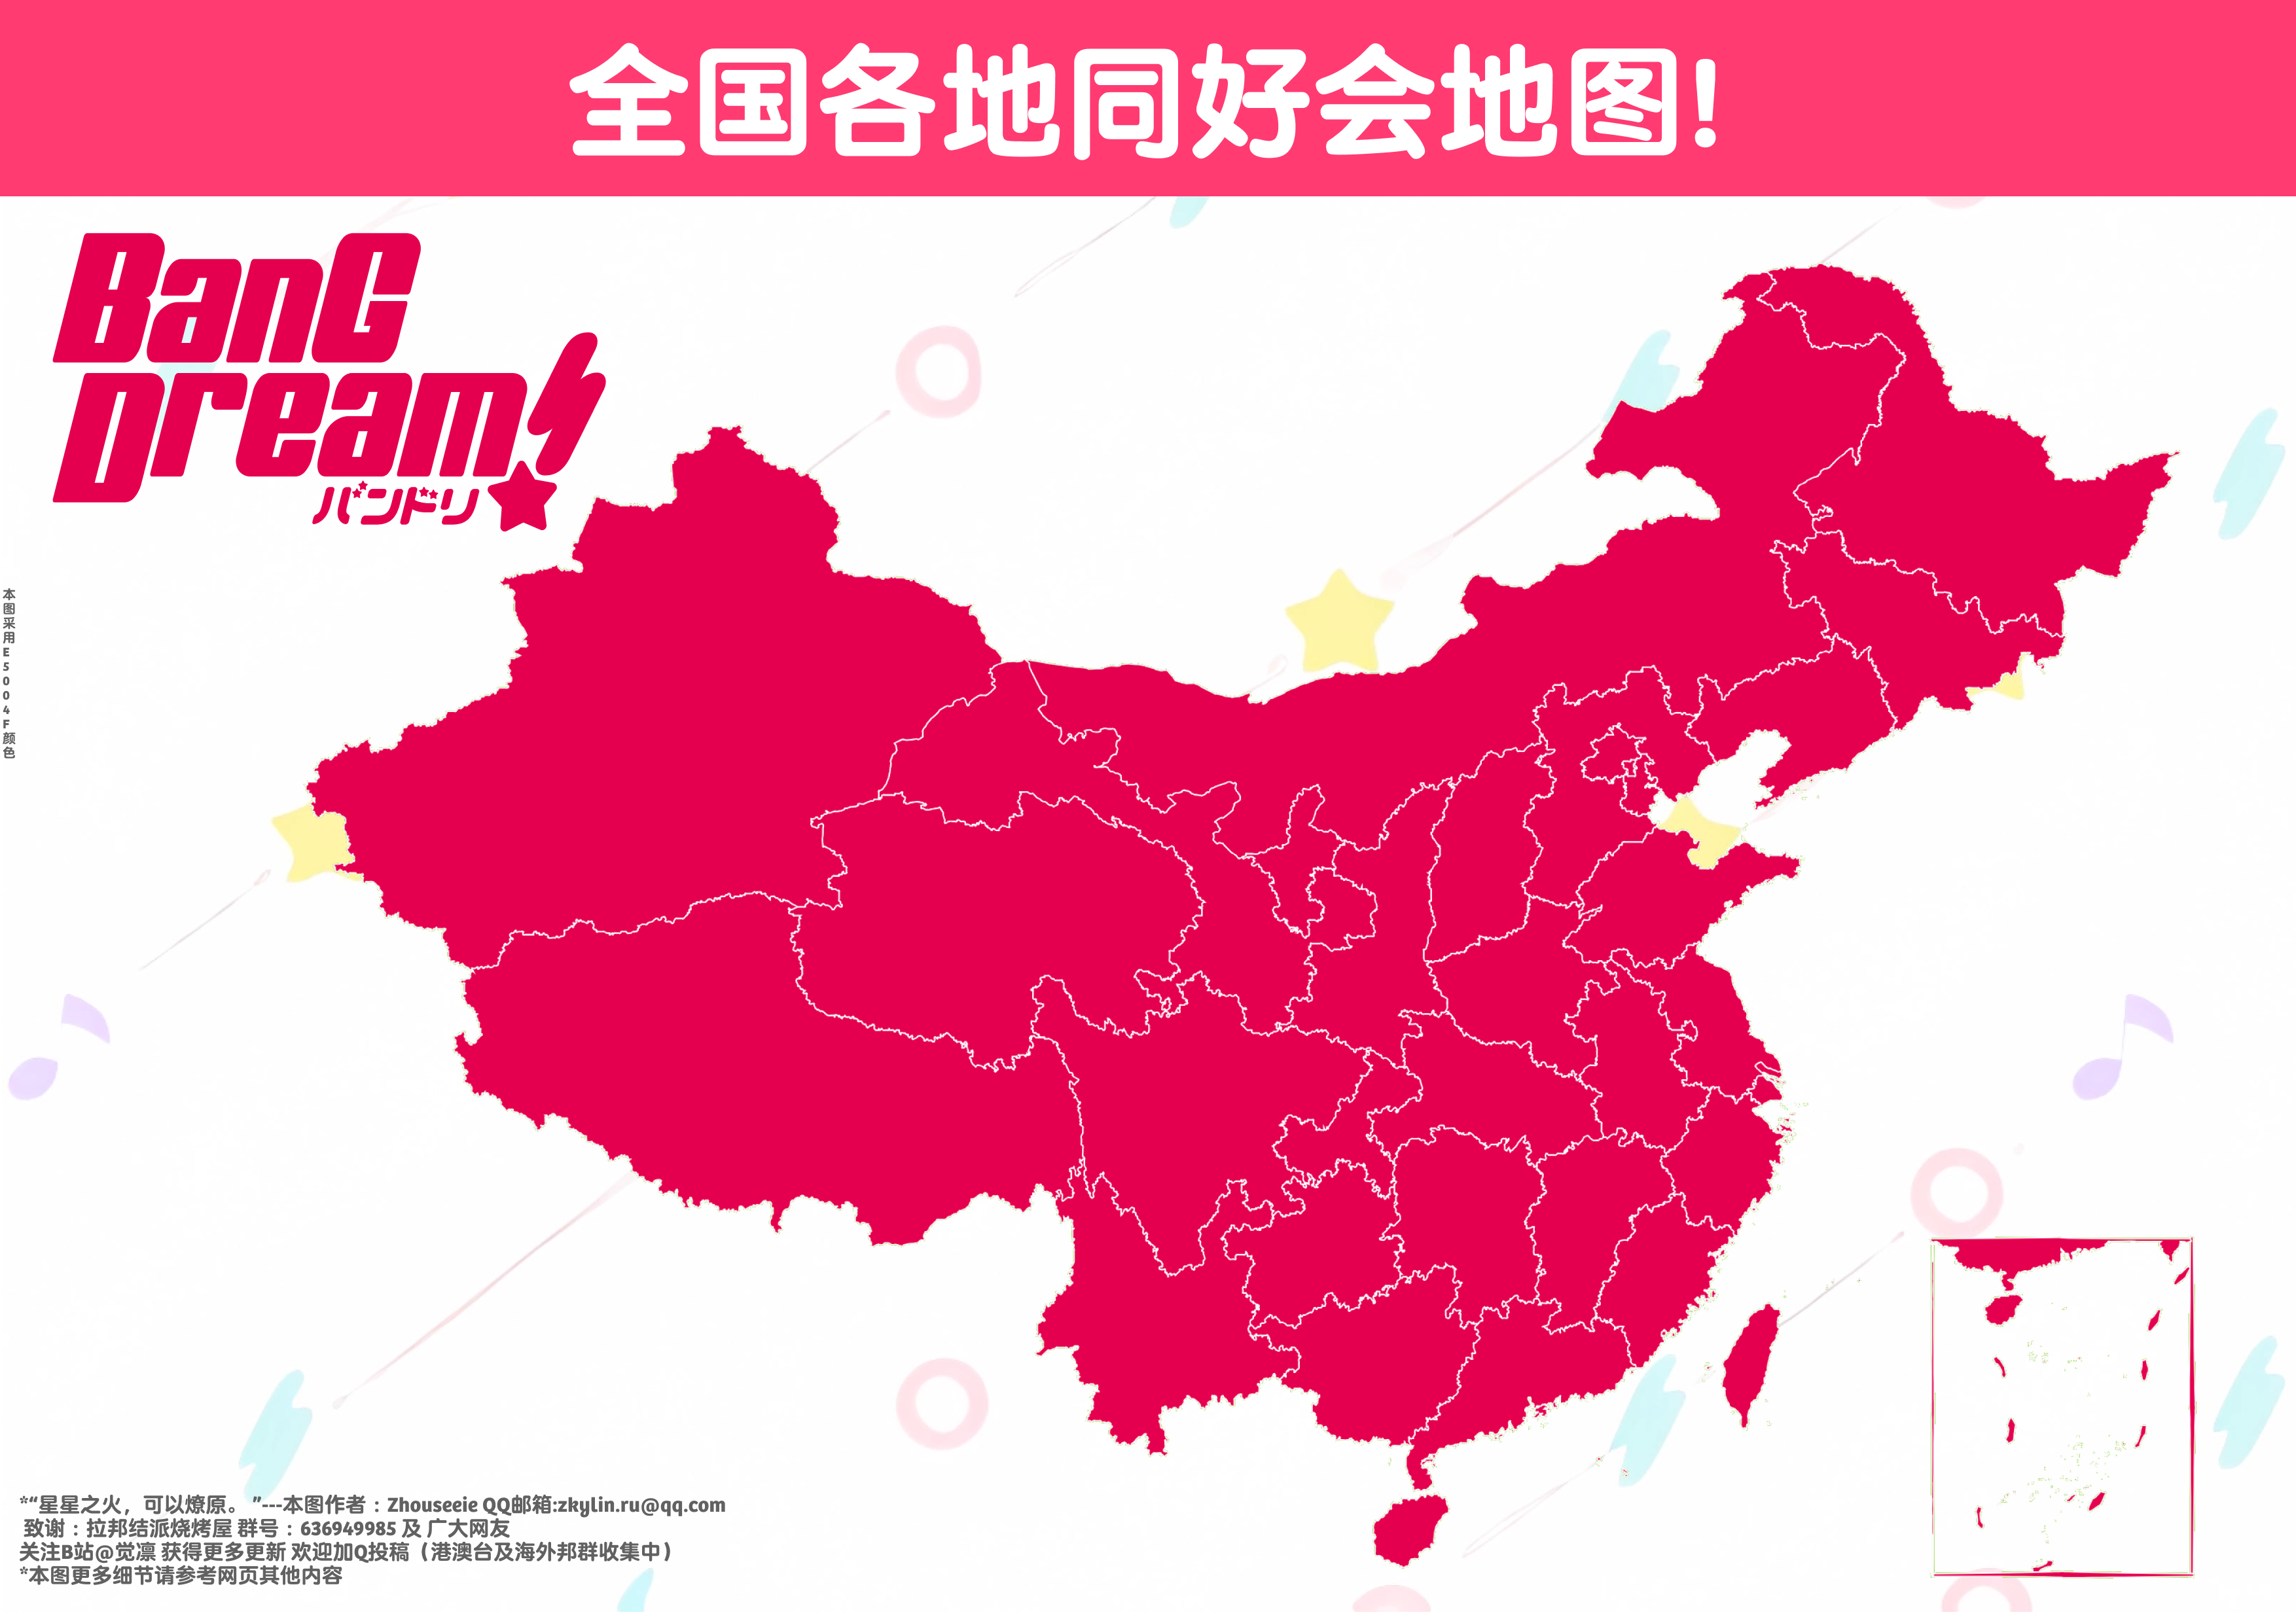 全国各地同好会地图！
BanG
Dream!
バンドリ
本图采用E5004F颜色
*“星星之火，可以燎原。 ”---本图作者：Zhouseeie QQ邮箱:zkylin.ru@qq.com
致谢：拉邦结派烧烤屋 群号：636949985 及 广大网友
关注B站@觉凛 获得更多更新 欢迎加Q投稿（港澳台及海外邦群收集中）
*本图更多细节请参考网页其他内容